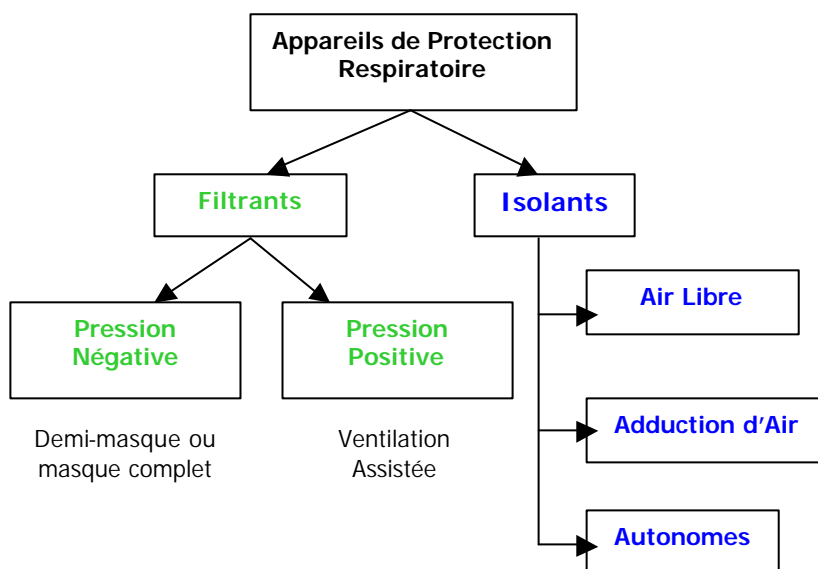 Appareils de Protection
Respiratoire
Filtrants
Isolants
Air Libre
Pression
Négative
Pression
Positive
Adduction d'Air
Demi-masque ou
masque complet
Ventilation
Assistée
Autonomes